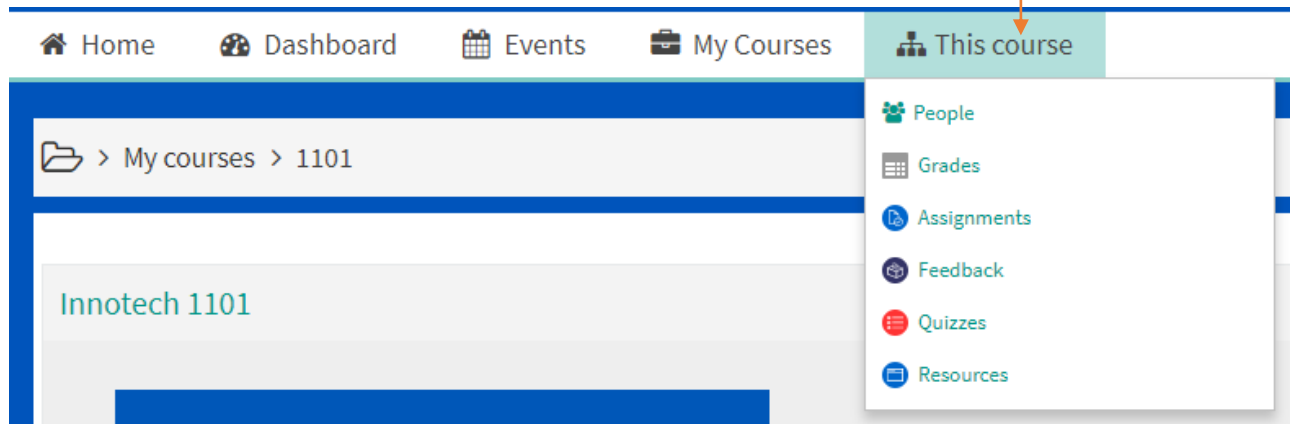 Home Dashboard Events My Courses This course
People
> My courses > 1101
Grades
Assignments
Feedback
Innotech 1101
Quizzes
Resources